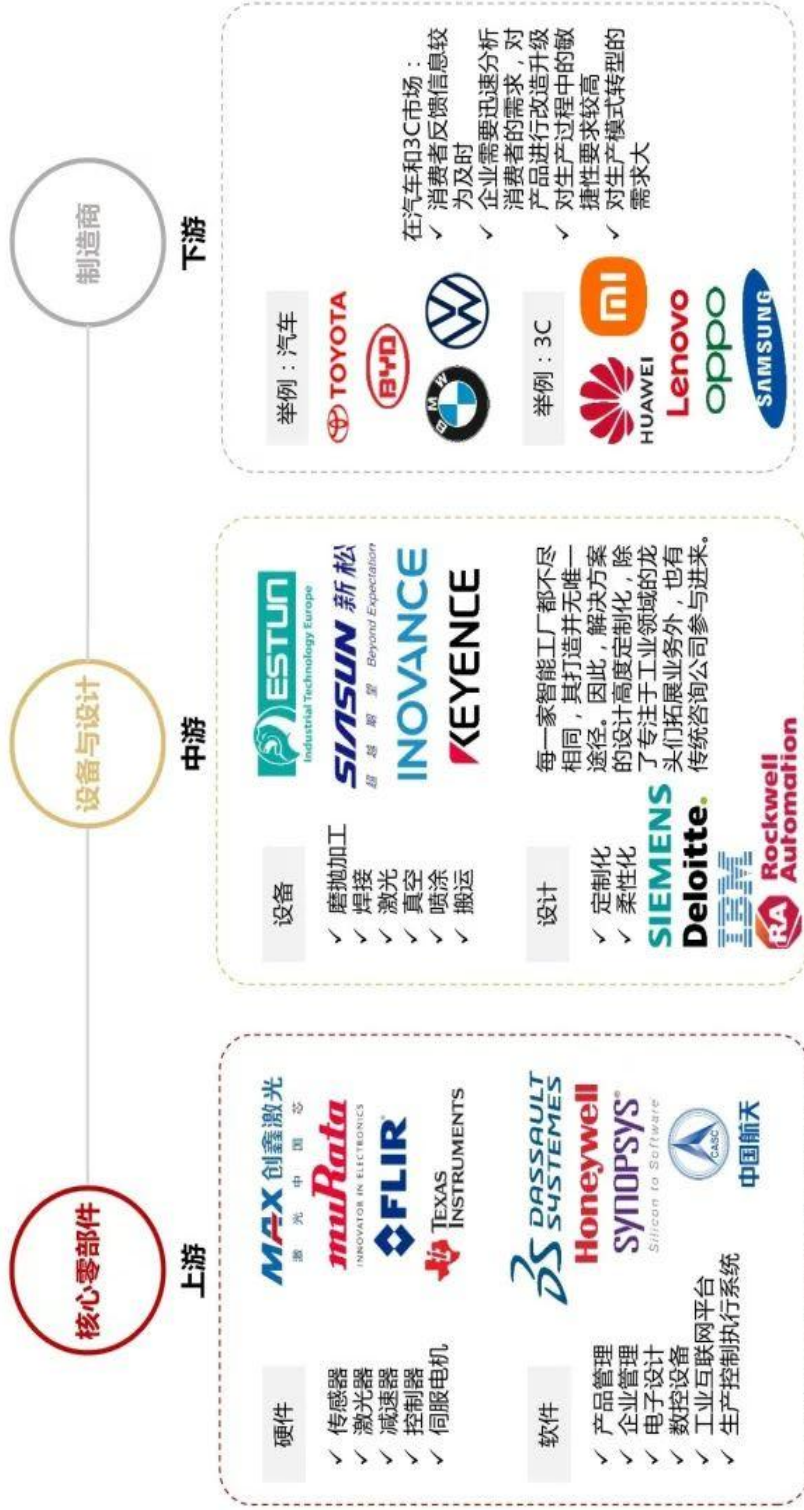 核心零部件
上游
硬件
✓ 传感器
✓ 激光器
✓ 减速器
✓ 控制器
✓ 伺服电机
MAX 创鑫激光
激光中国芯
muRata
INNOVATOR IN ELECTRONICS
FLIR
TEXAS
INSTRUMENTS
软件
✓ 产品管理
✓ 企业管理
✓ 电子设计
✓ 数控设备
✓ 工业互联网平台
✓ 生产控制执行系统
DS DASSAULT
SYSTEMES
Honeywell
SYNOPSYS®
Silicon to Software
CASC
中国航天
设备与设计
中游
设备
✓ 磨抛加工
✓ 焊接
✓ 激光
✓ 真空
✓ 喷涂
✓ 搬运
ESTUN
Industrial Technology Europe
SIASUN 新松
超越期望 Beyond Expectation
INOVANCE
KEYENCE
设计
✓ 定制化
✓ 柔性化
SIEMENS
Deloitte.
IBM
RA Rockwell
Automation
每一家智能工厂都不尽
相同，其打造并无唯一
途径。因此，解决方案
的设计高度定制化，除
了专注于工业领域的龙
头们拓展业务外，也有
传统咨询公司参与进来。
制造商
下游
举例：汽车
TOYOTA
BYD
BMW
VW
举例：3C
HUAWEI
mi
Lenovo
oppo
SAMSUNG
在汽车和3C市场：
✓ 消费者反馈信息较
为及时
✓ 企业需要迅速分析
消费者的需求，对
产品进行改造升级
✓ 对生产过程中的敏
捷性要求较高
✓ 对生产模式转型的
需求大